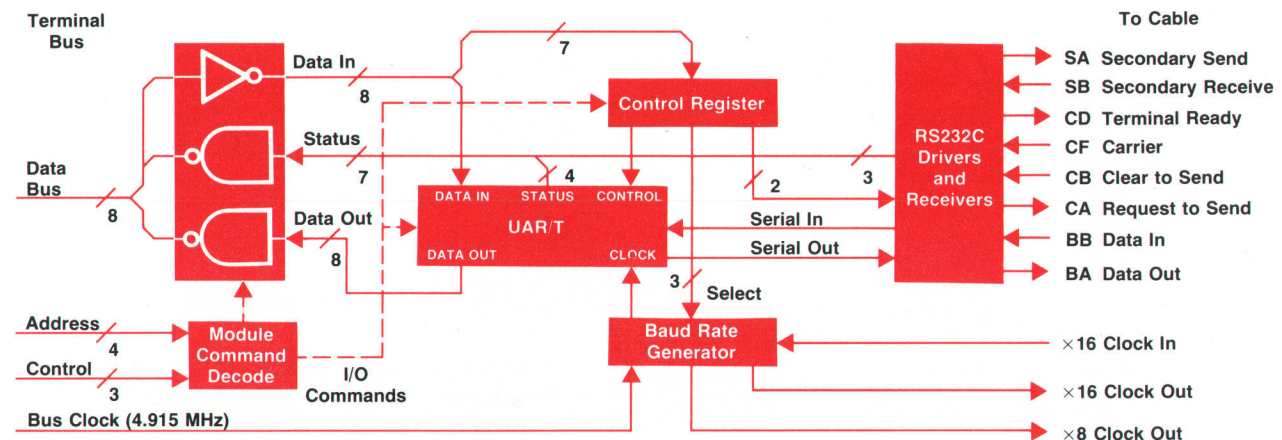 Terminal
Bus
To Cable
Data In
8
7
Control Register
Status
7
4
2
3
Data
Bus
8
DATA IN STATUS CONTROL
UAR/T
DATA OUT CLOCK
Data Out
8
Serial In
Serial Out
RS232C
Drivers
and
Receivers
SA Secondary Send
SB Secondary Receive
CD Terminal Ready
CF Carrier
CB Clear to Send
CA Request to Send
BB Data In
BA Data Out
3
Select
Address
4
Control
3
Module
Command
Decode
I/O
Commands
Baud Rate
Generator
×16 Clock In
×16 Clock Out
×8 Clock Out
Bus Clock (4.915 MHz)